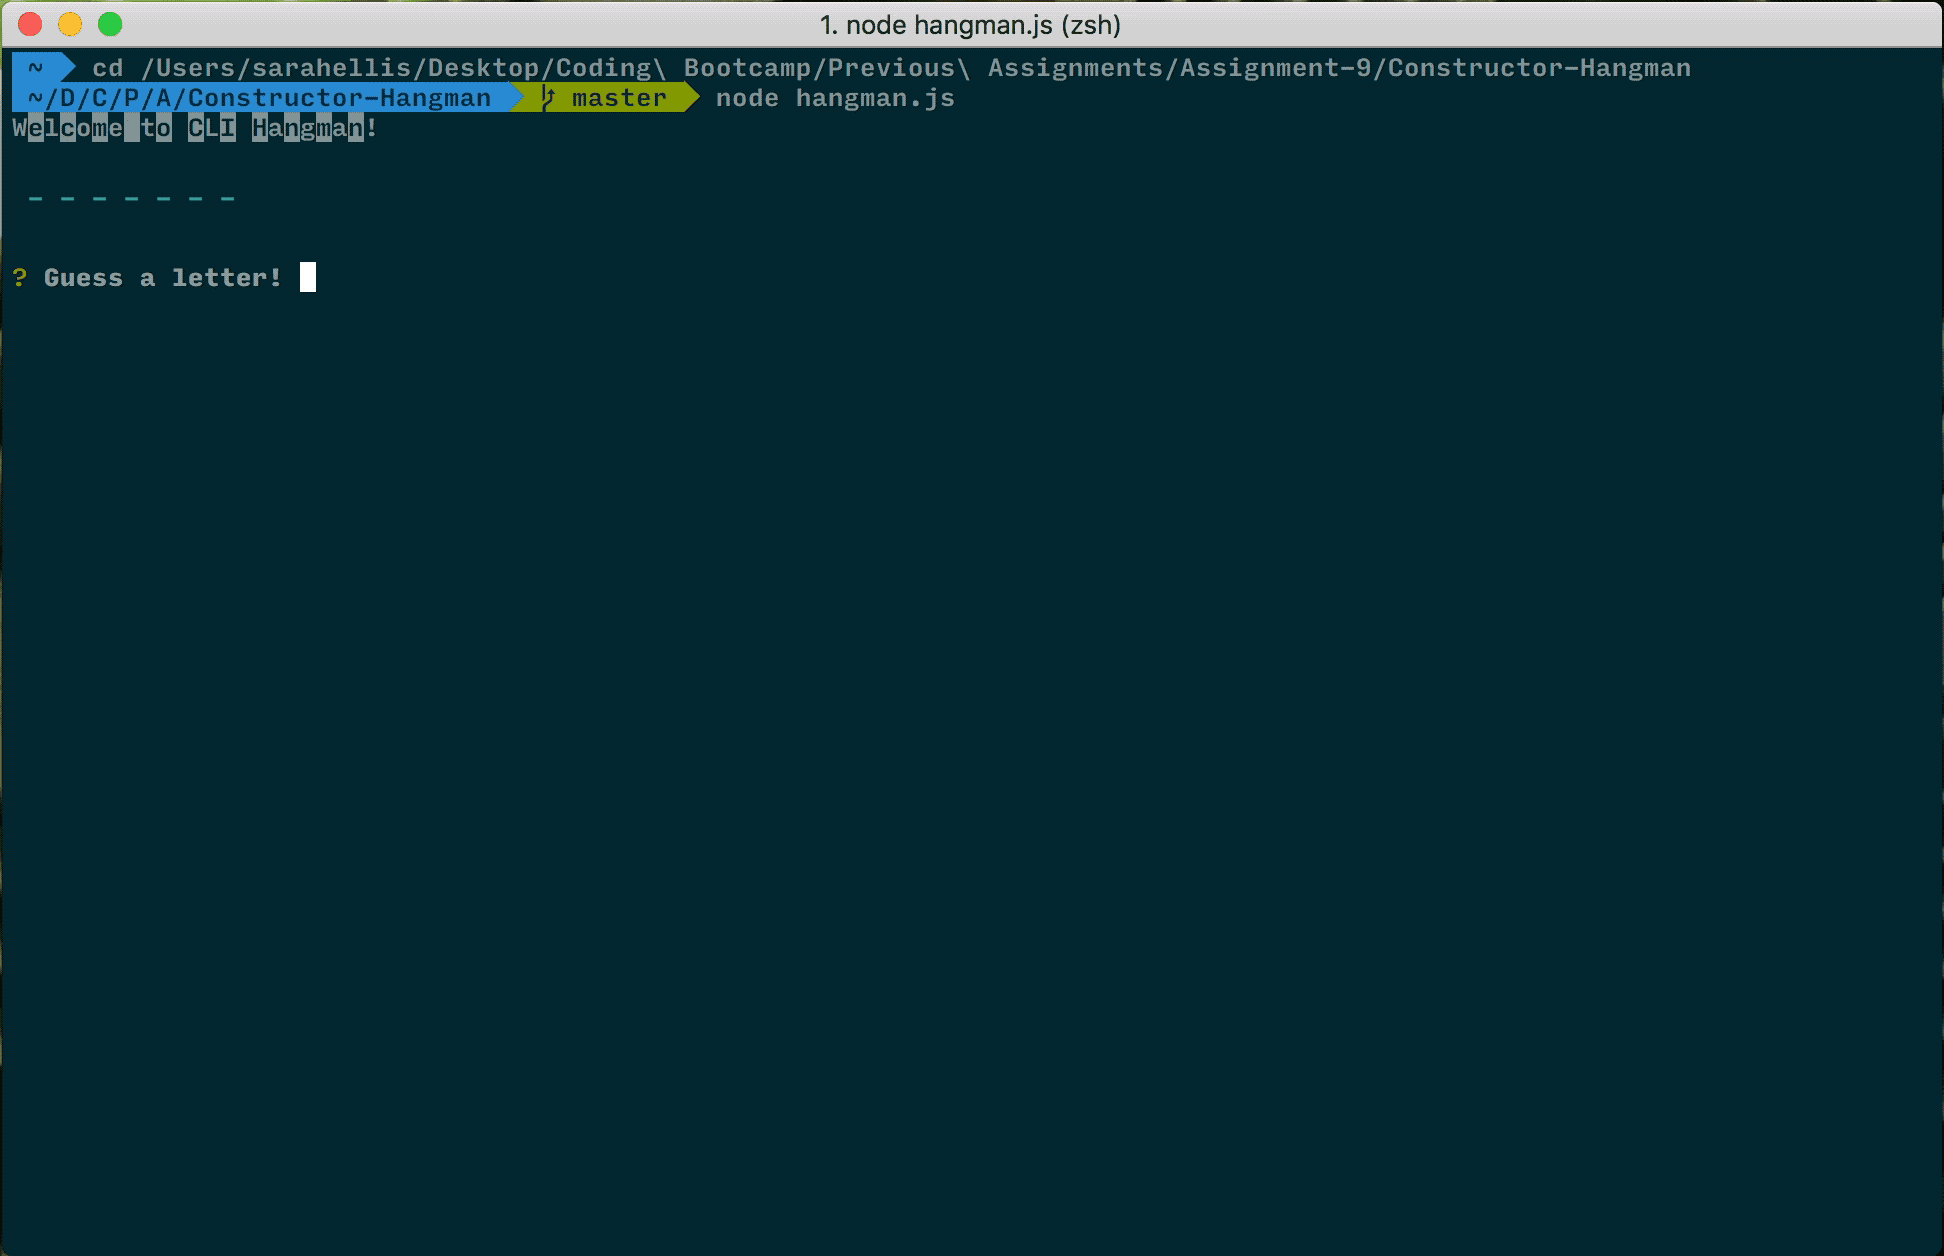 1. node hangman.js (zsh)
~ cd /Users/sarahellis/Desktop/Coding\ Bootcamp/Previous\ Assignments/Assignment-9/Constructor-Hangman
~/D/C/P/A/Constructor-Hangman master node hangman.js
Welcome to CLI Hangman!
- - - - - - -
? Guess a letter!